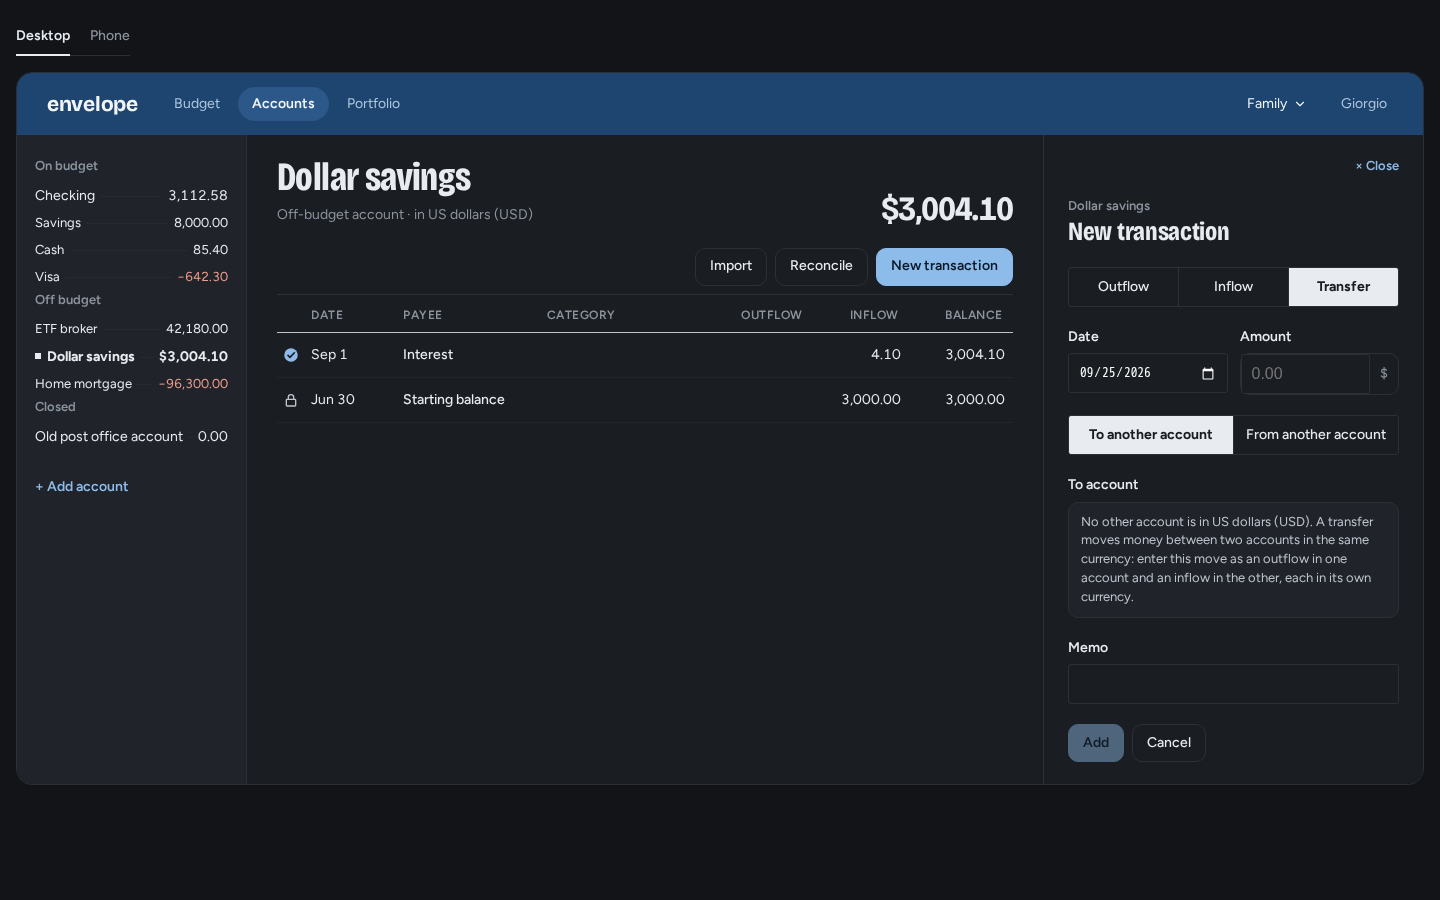 Desktop Phone
envelope Budget Accounts Portfolio Family Giorgio
On budget
Checking 3,112.58
Savings 8,000.00
Cash 85.40
Visa −642.30
Off budget
ETF broker 42,180.00
Dollar savings $3,004.10
Home mortgage −96,300.00
Closed
Old post office account 0.00
+ Add account
Dollar savings
Off-budget account · in US dollars (USD)
$3,004.10
Import Reconcile New transaction
DATE PAYEE CATEGORY OUTFLOW INFLOW BALANCE
Sep 1 Interest 4.10 3,004.10
Jun 30 Starting balance 3,000.00 3,000.00
× Close
Dollar savings
New transaction
Outflow Inflow Transfer
Date Amount
09/25/2026 0.00 $
To another account From another account
To account
No other account is in US dollars (USD). A transfer
moves money between two accounts in the same
currency: enter this move as an outflow in one
account and an inflow in the other, each in its own
currency.
Memo
Add Cancel